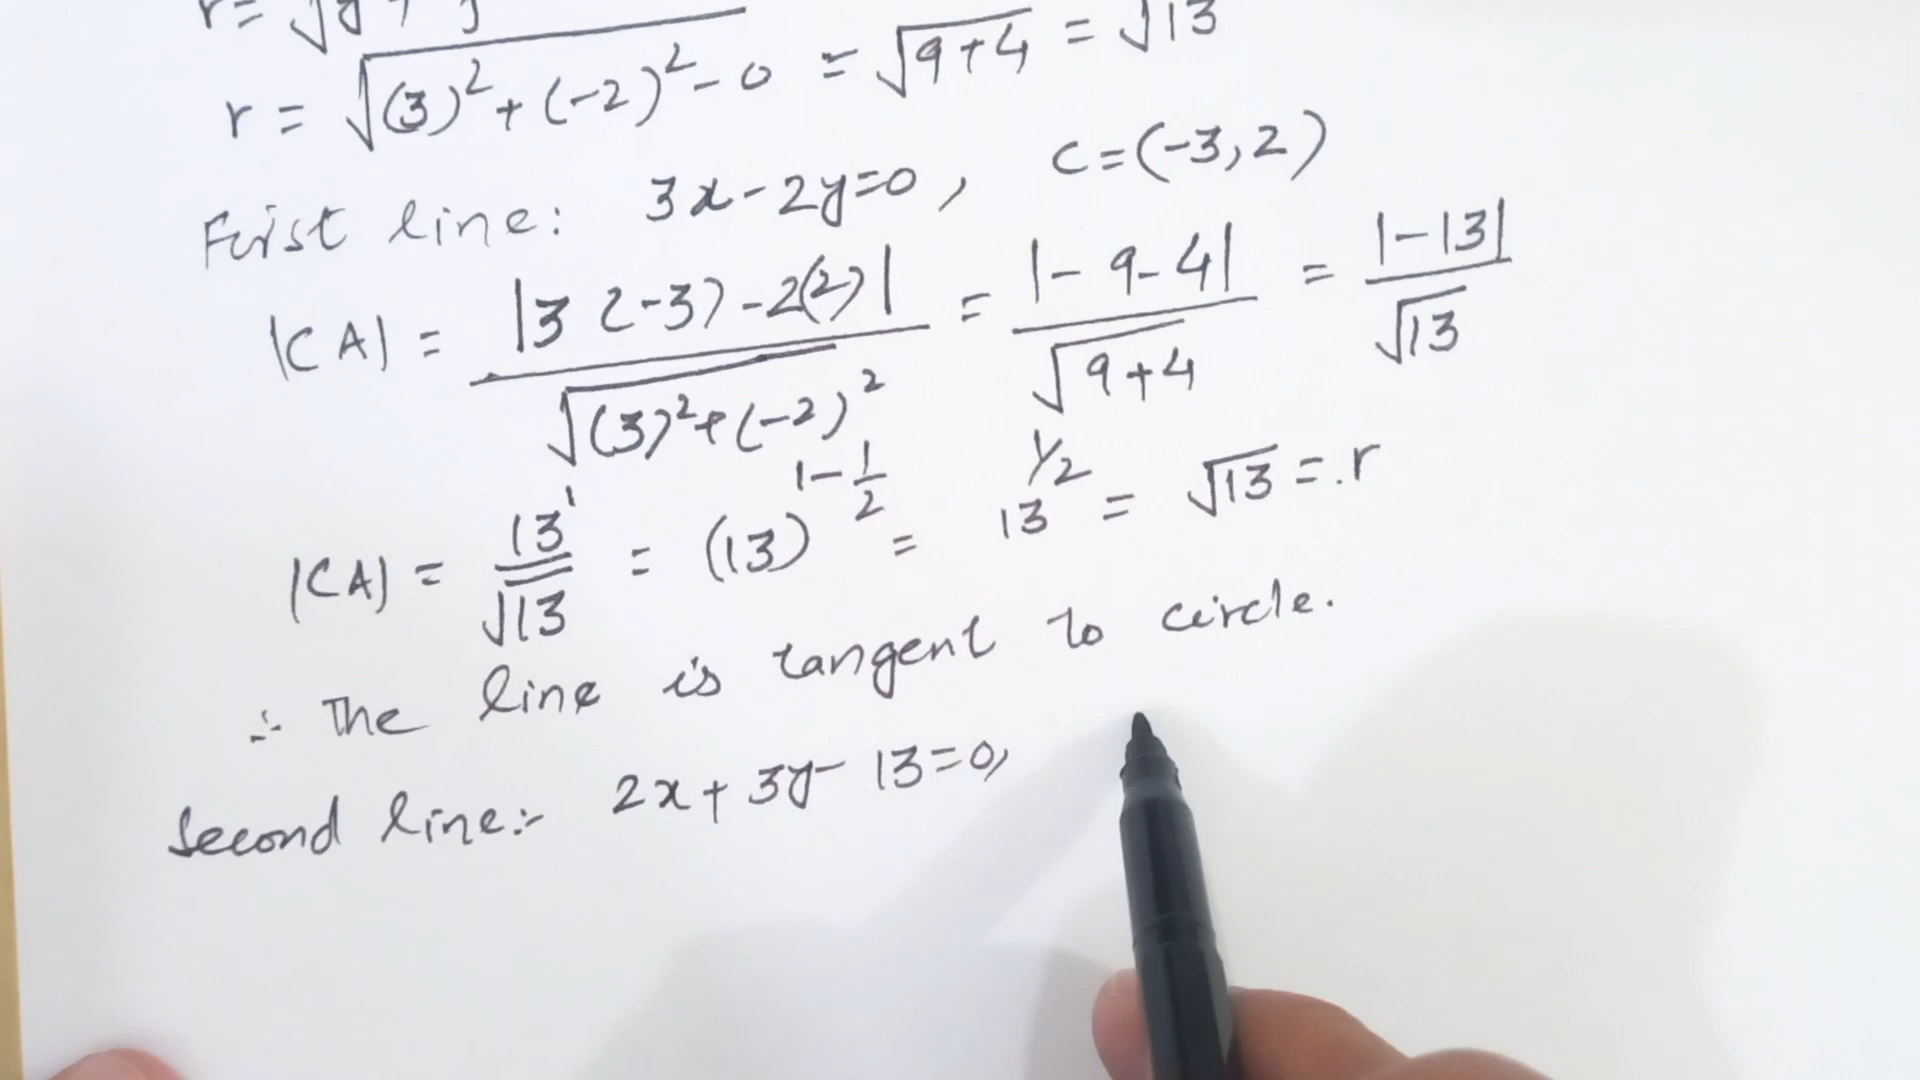 r = √
r = √(3)²+(-2)²-0 = √9+4 = √13
First line: 3x-2y=0, C=(-3,2)
|CA| = |3(-3)-2(2)| / √(3)²+(-2)² = |-9-4| / √9+4 = |-13| / √13
|CA| = 13¹/√13 = (13)^1-1/2 = 13^1/2 = √13 = .r
∴ The line is tangent to circle.
Second line:- 2x+3y-13=0,